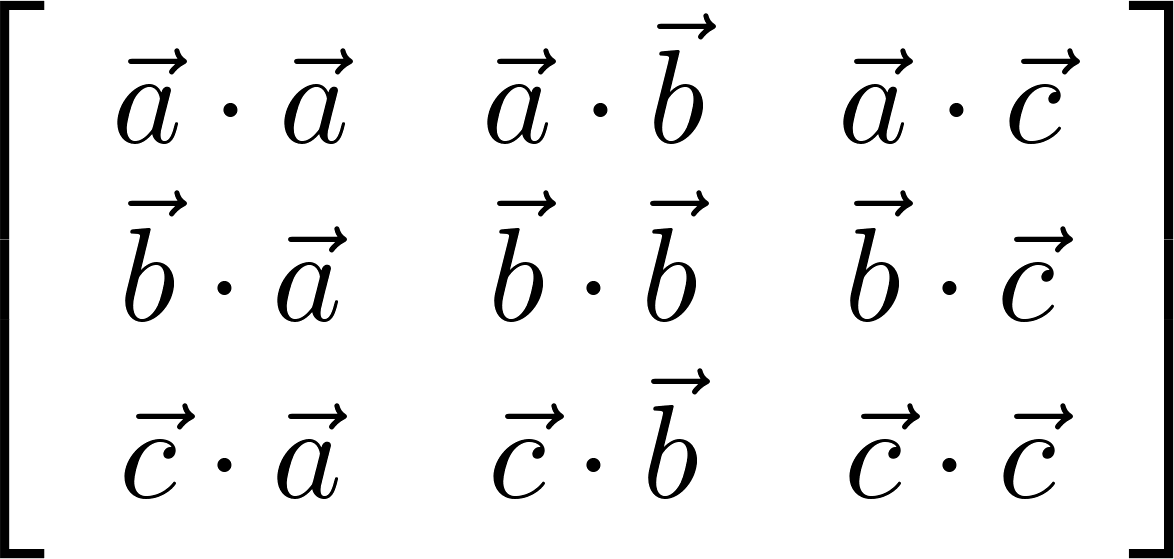 a⃗ · a⃗ a⃗ · b⃗ a⃗ · c⃗
b⃗ · a⃗ b⃗ · b⃗ b⃗ · c⃗
c⃗ · a⃗ c⃗ · b⃗ c⃗ · c⃗